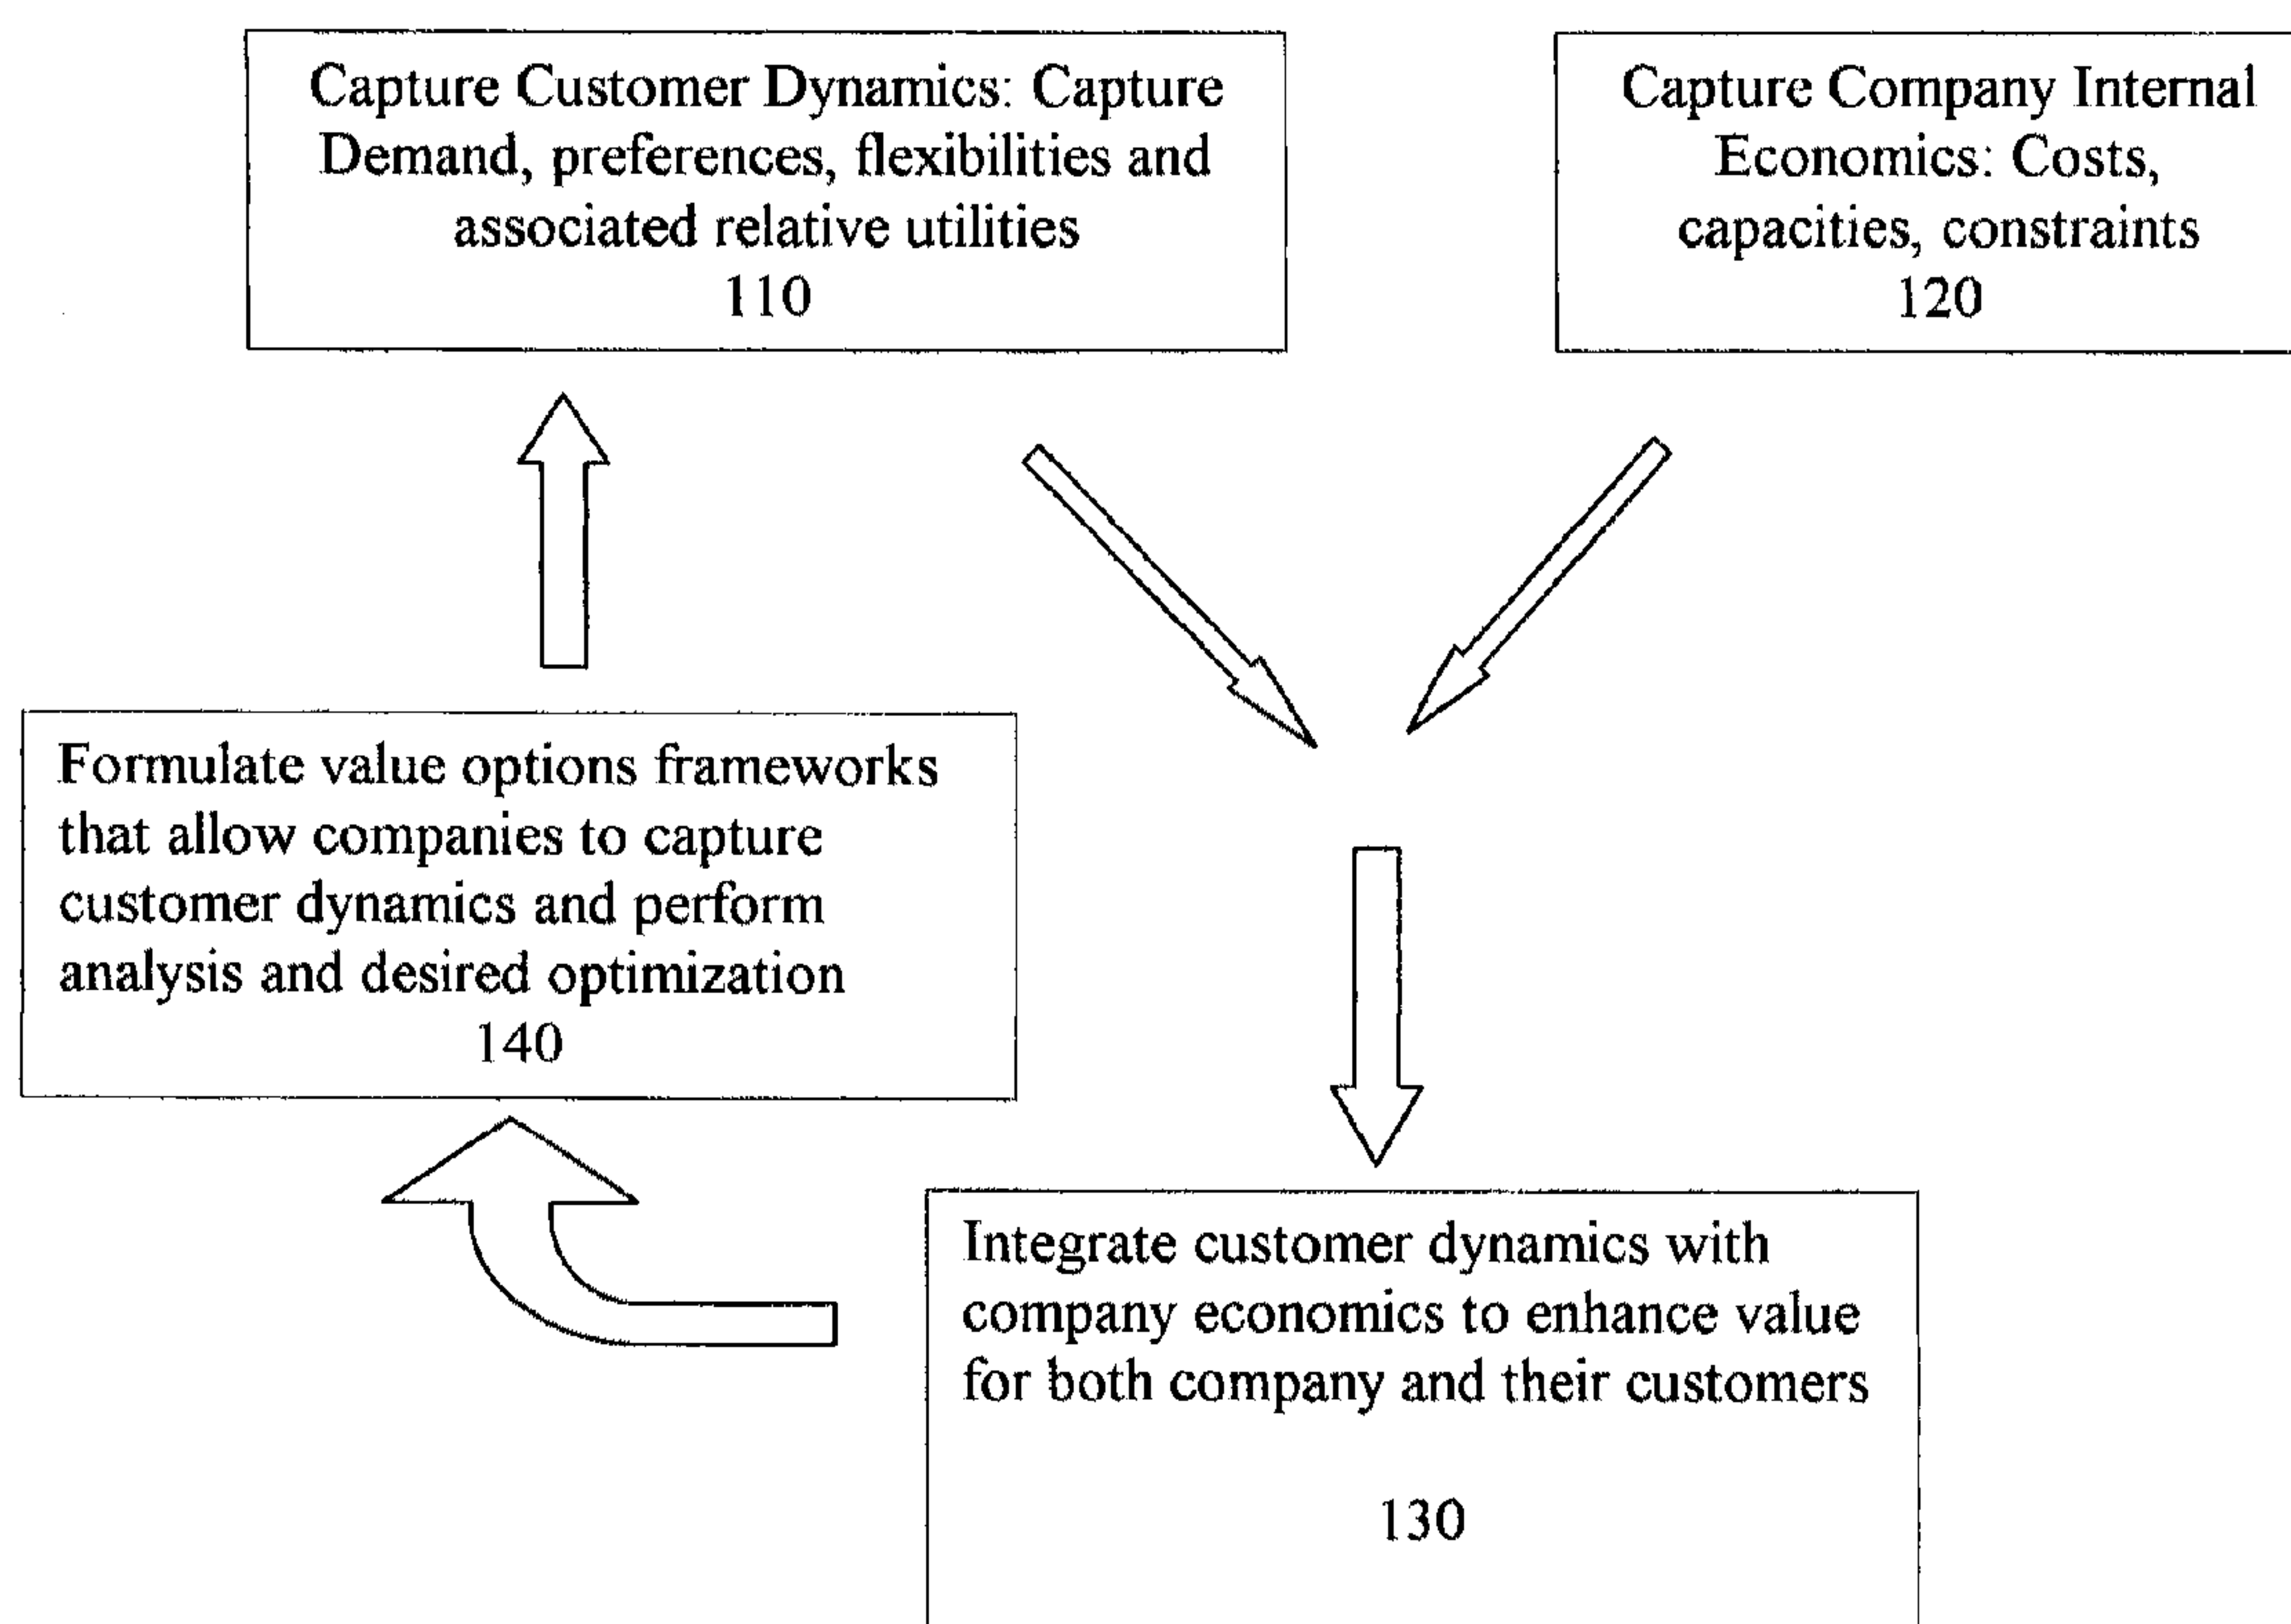 Capture Customer Dynamics: Capture
Demand, preferences, flexibilities and
associated relative utilities
110
Capture Company Internal
Economics: Costs,
capacities, constraints
120
Formulate value options frameworks
that allow companies to capture
customer dynamics and perform
analysis and desired optimization
140
Integrate customer dynamics with
company economics to enhance value
for both company and their customers
130